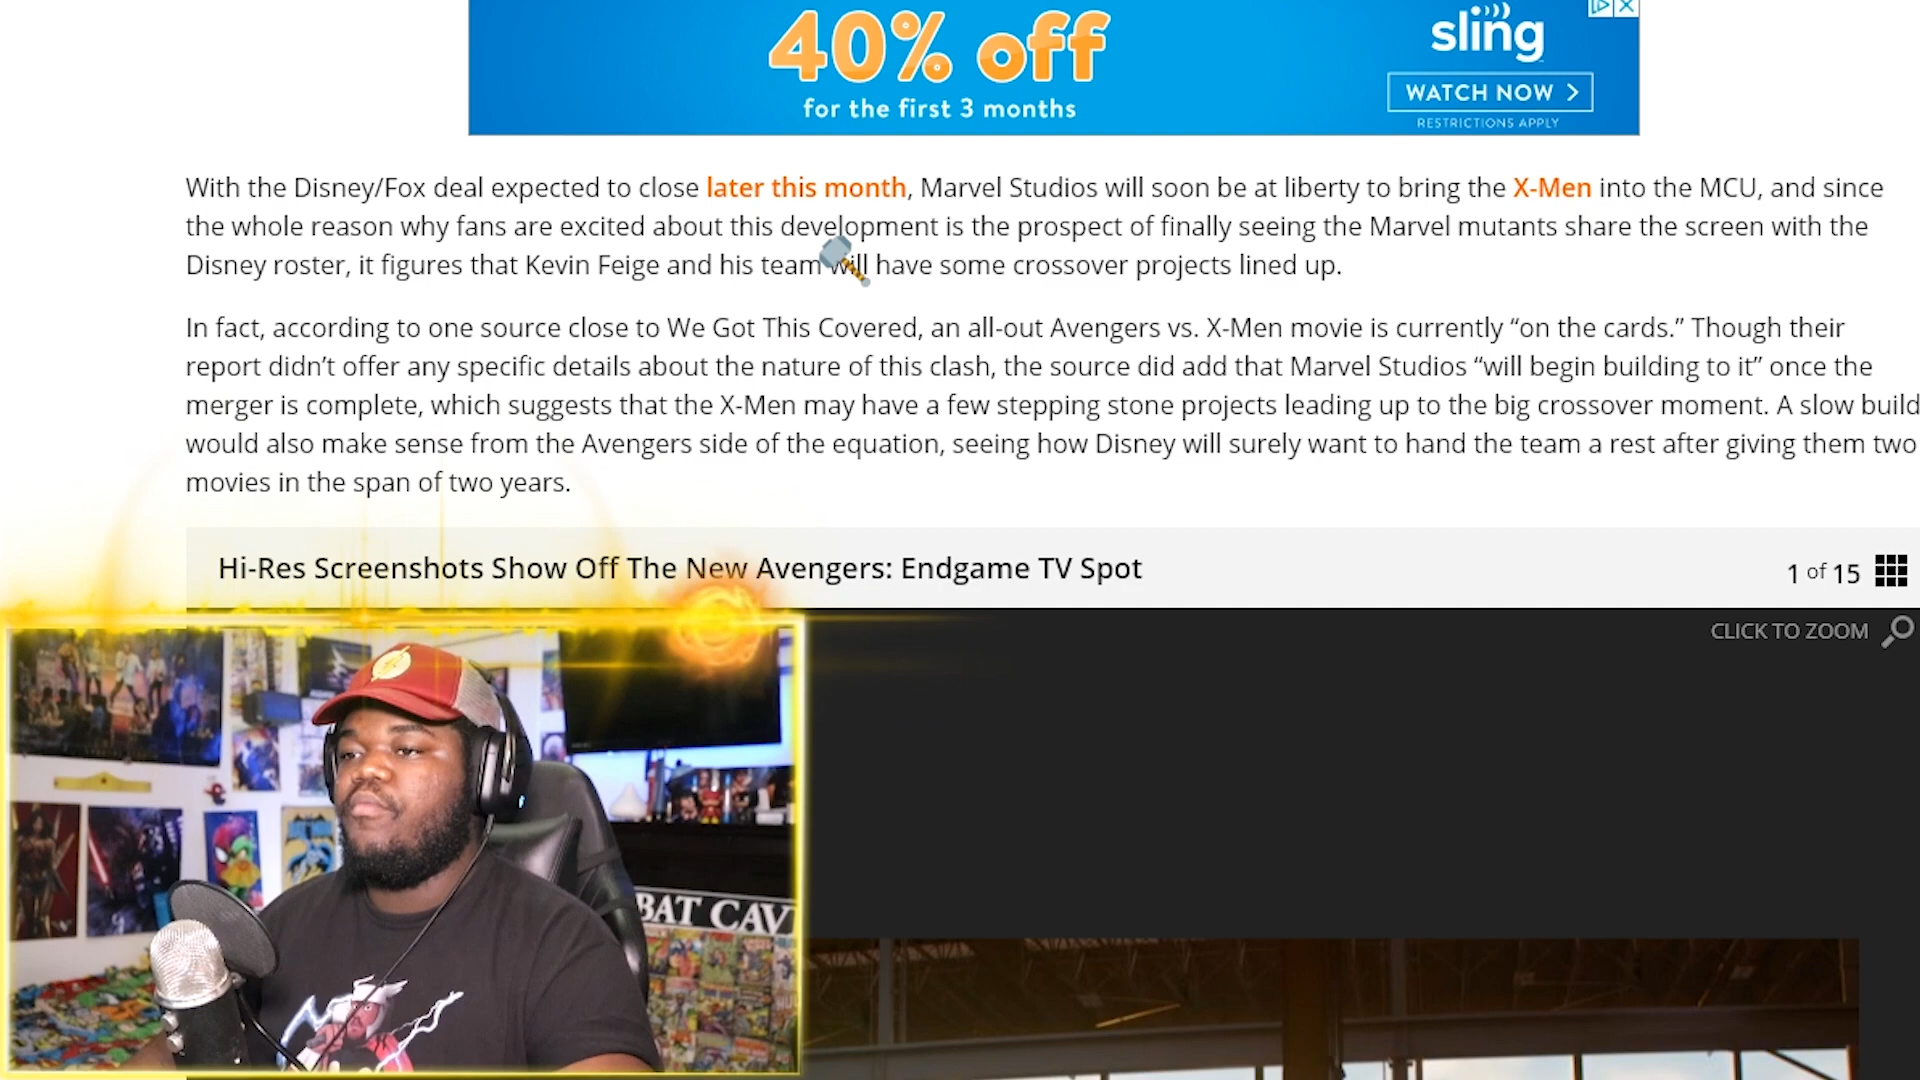 40% off
for the first 3 months
sling
WATCH NOW >
RESTRICTIONS APPLY
With the Disney/Fox deal expected to close later this month, Marvel Studios will soon be at liberty to bring the X-Men into the MCU, and since
the whole reason why fans are excited about this development is the prospect of finally seeing the Marvel mutants share the screen with the
Disney roster, it figures that Kevin Feige and his team will have some crossover projects lined up.
In fact, according to one source close to We Got This Covered, an all-out Avengers vs. X-Men movie is currently “on the cards.” Though their
report didn’t offer any specific details about the nature of this clash, the source did add that Marvel Studios “will begin building to it” once the
merger is complete, which suggests that the X-Men may have a few stepping stone projects leading up to the big crossover moment. A slow build
would also make sense from the Avengers side of the equation, seeing how Disney will surely want to hand the team a rest after giving them two
movies in the span of two years.
Hi-Res Screenshots Show Off The New Avengers: Endgame TV Spot
1 of 15
CLICK TO ZOOM
BATMAN
BAT CAV